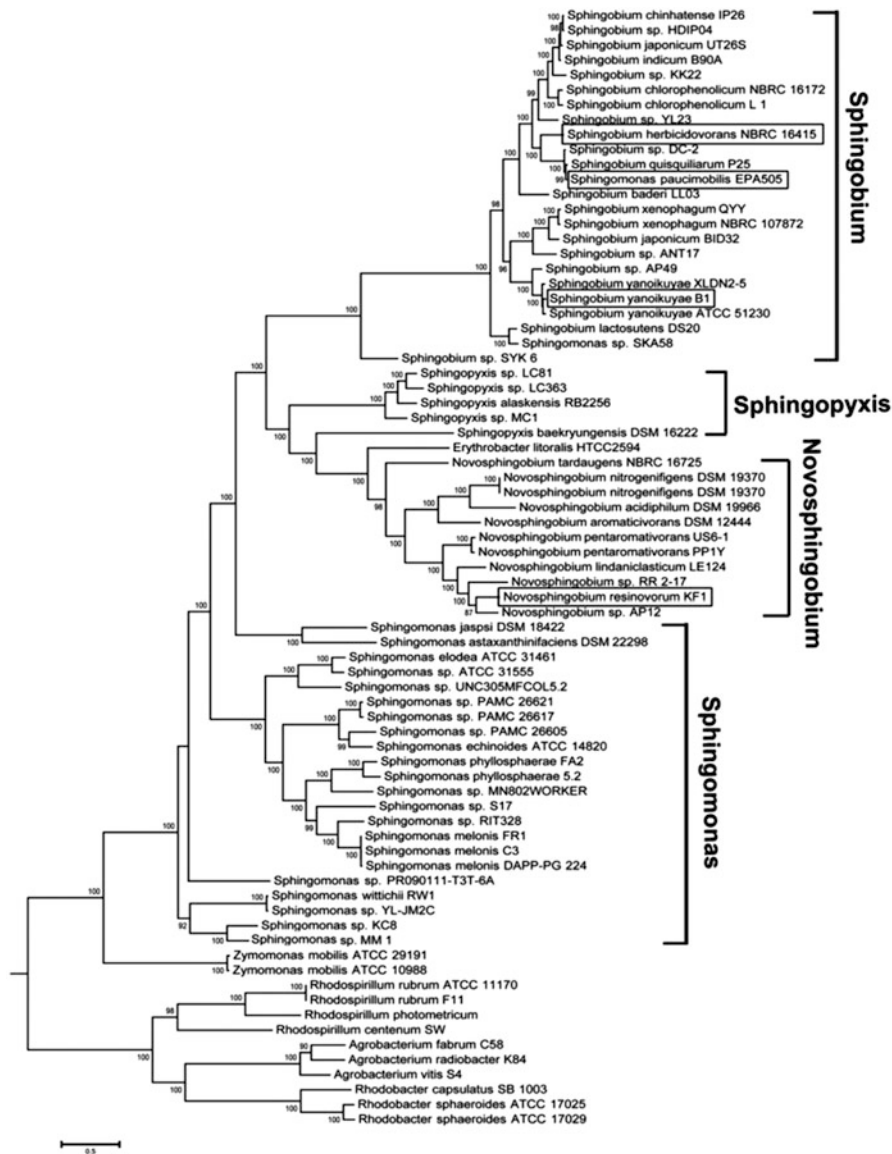 Sphingobium chinhatense IP26
Sphingobium sp. HDIP04
Sphingobium japonicum UT26S
Sphingobium indicum B90A
Sphingobium sp. KK22
Sphingobium chlorophenolicum NBRC 16172
Sphingobium chlorophenolicum L 1
Sphingobium sp. YL23
Sphingobium herbicidovorans NBRC 16415
Sphingobium sp. DC-2
Sphingobium quisquiliarum P25
Sphingomonas paucimobilis EPA505
Sphingobium baderi LL03
Sphingobium xenophagum QYY
Sphingobium xenophagum NBRC 107872
Sphingobium japonicum BID32
Sphingobium sp. ANT17
Sphingobium sp. AP49
Sphingobium yanoikuyae XLDN2-5
Sphingobium yanoikuyae B1
Sphingobium yanoikuyae ATCC 51230
Sphingobium lactosutens DS20
Sphingomonas sp. SKA58
Sphingobium sp. SYK 6
Sphingobium
Sphingopyxis sp. LC81
Sphingopyxis sp. LC363
Sphingopyxis alaskensis RB2256
Sphingopyxis sp. MC1
Sphingopyxis baekryungensis DSM 16222
Sphingopyxis
Erythrobacter litoralis HTCC2594
Novosphingobium tardaugens NBRC 16725
Novosphingobium nitrogenifigens DSM 19370
Novosphingobium nitrogenifigens DSM 19370
Novosphingobium acidiphilum DSM 19966
Novosphingobium aromaticivorans DSM 12444
Novosphingobium pentaromativorans US6-1
Novosphingobium pentaromativorans PP1Y
Novosphingobium lindaniclasticum LE124
Novosphingobium sp. RR 2-17
Novosphingobium resinovorum KF1
Novosphingobium sp. AP12
Novosphingobium
Sphingomonas jaspsi DSM 18422
Sphingomonas astaxanthinifaciens DSM 22298
Sphingomonas elodea ATCC 31461
Sphingomonas sp. ATCC 31555
Sphingomonas sp. UNC305MFCOL5.2
Sphingomonas sp. PAMC 26621
Sphingomonas sp. PAMC 26617
Sphingomonas sp. PAMC 26605
Sphingomonas echinoides ATCC 14820
Sphingomonas phyllosphaerae FA2
Sphingomonas phyllosphaerae 5.2
Sphingomonas sp. MN802WORKER
Sphingomonas sp. S17
Sphingomonas sp. RIT328
Sphingomonas melonis FR1
Sphingomonas melonis C3
Sphingomonas melonis DAPP-PG 224
Sphingomonas sp. PR090111-T3T-6A
Sphingomonas wittichii RW1
Sphingomonas sp. YL-JM2C
Sphingomonas sp. KC8
Sphingomonas sp. MM 1
Sphingomonas
Zymomonas mobilis ATCC 29191
Zymomonas mobilis ATCC 10988
Rhodospirillum rubrum ATCC 11170
Rhodospirillum rubrum F11
Rhodospirillum photometricum
Rhodospirillum centenum SW
Agrobacterium fabrum C58
Agrobacterium radiobacter K84
Agrobacterium vitis S4
Rhodobacter capsulatus SB 1003
Rhodobacter sphaeroides ATCC 17025
Rhodobacter sphaeroides ATCC 17029
0.5